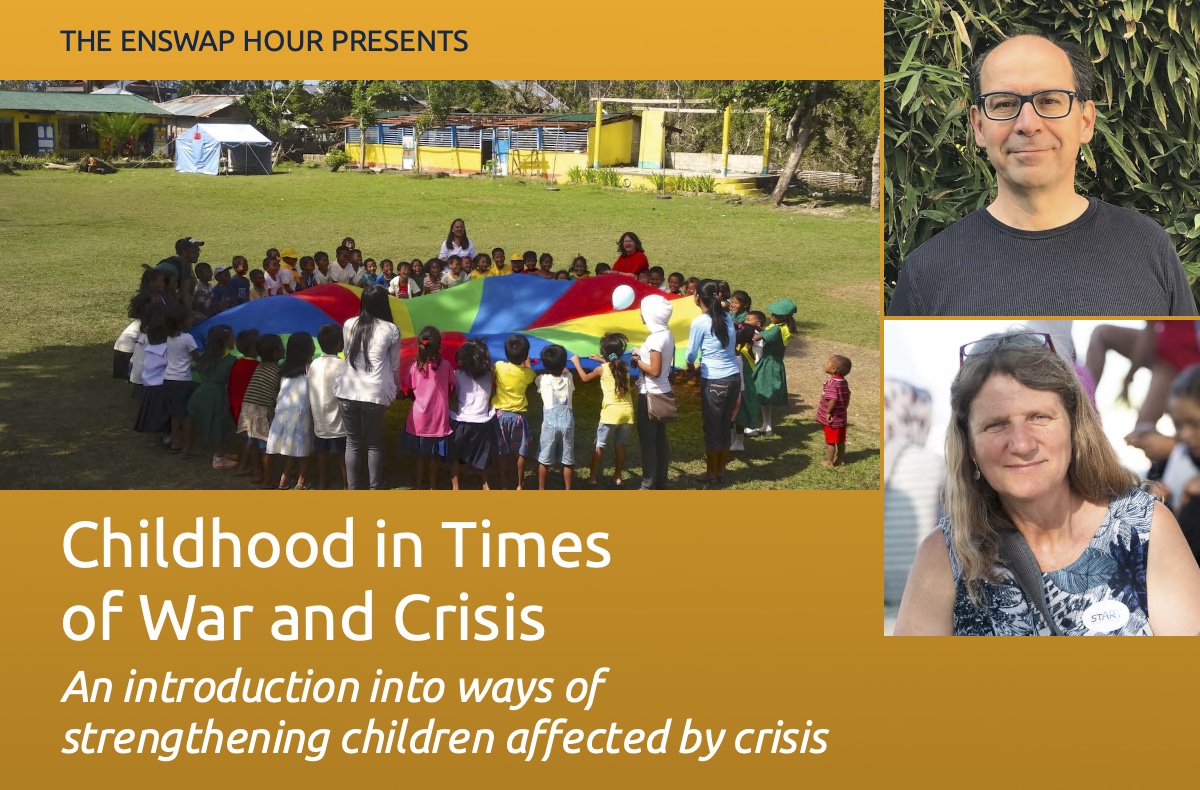 THE ENSWAP HOUR PRESENTS
Childhood in Times
of War and Crisis
An introduction into ways of
strengthening children affected by crisis
START